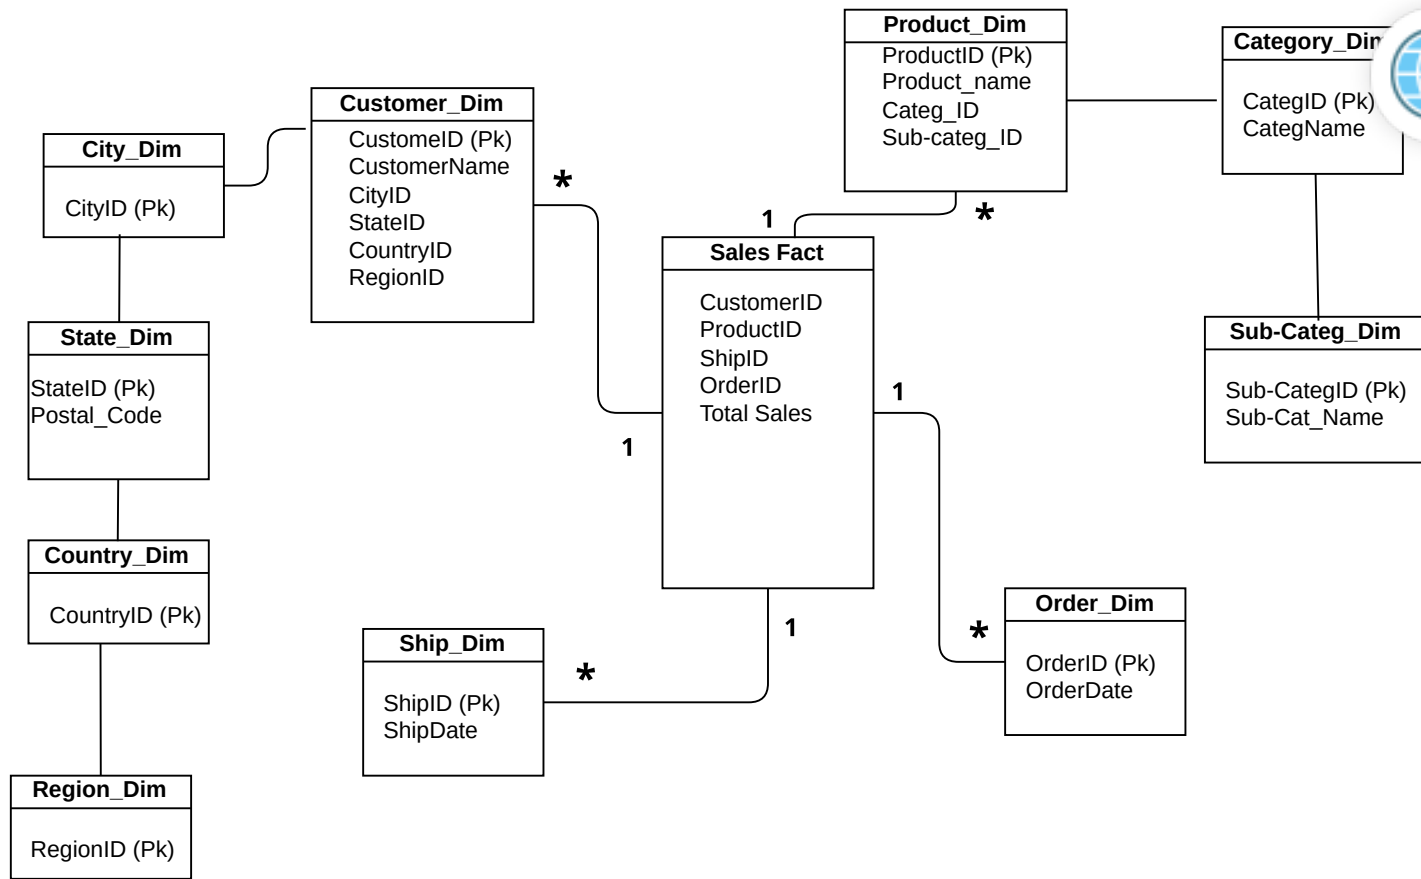 Product_Dim
ProductID (Pk)
Product_name
Categ_ID
Sub-categ_ID
Category_Dim
CategID (Pk)
CategName
Customer_Dim
CustomeID (Pk)
CustomerName
CityID
StateID
CountryID
RegionID
City_Dim
CityID (Pk)
*
1
*
Sales Fact
CustomerID
ProductID
ShipID
OrderID
Total Sales
State_Dim
StateID (Pk)
Postal_Code
Sub-Categ_Dim
Sub-CategID (Pk)
Sub-Cat_Name
1
1
Country_Dim
CountryID (Pk)
Ship_Dim
ShipID (Pk)
ShipDate
*
1
*
Order_Dim
OrderID (Pk)
OrderDate
Region_Dim
RegionID (Pk)